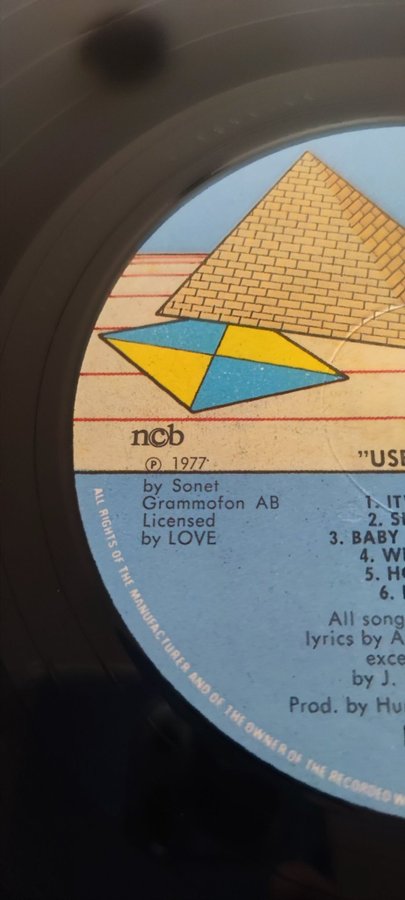 ncb
Ⓟ 1977
"USE
by Sonet
Grammofon AB
Licensed
by LOVE
1. IT
2. S
3. BABY
4. W
5. H
6.
All song
lyrics by A
exce
by J.
Prod. by Hu
ALL RIGHTS OF THE MANUFACTURER AND OF THE OWNER OF THE RECORDED W